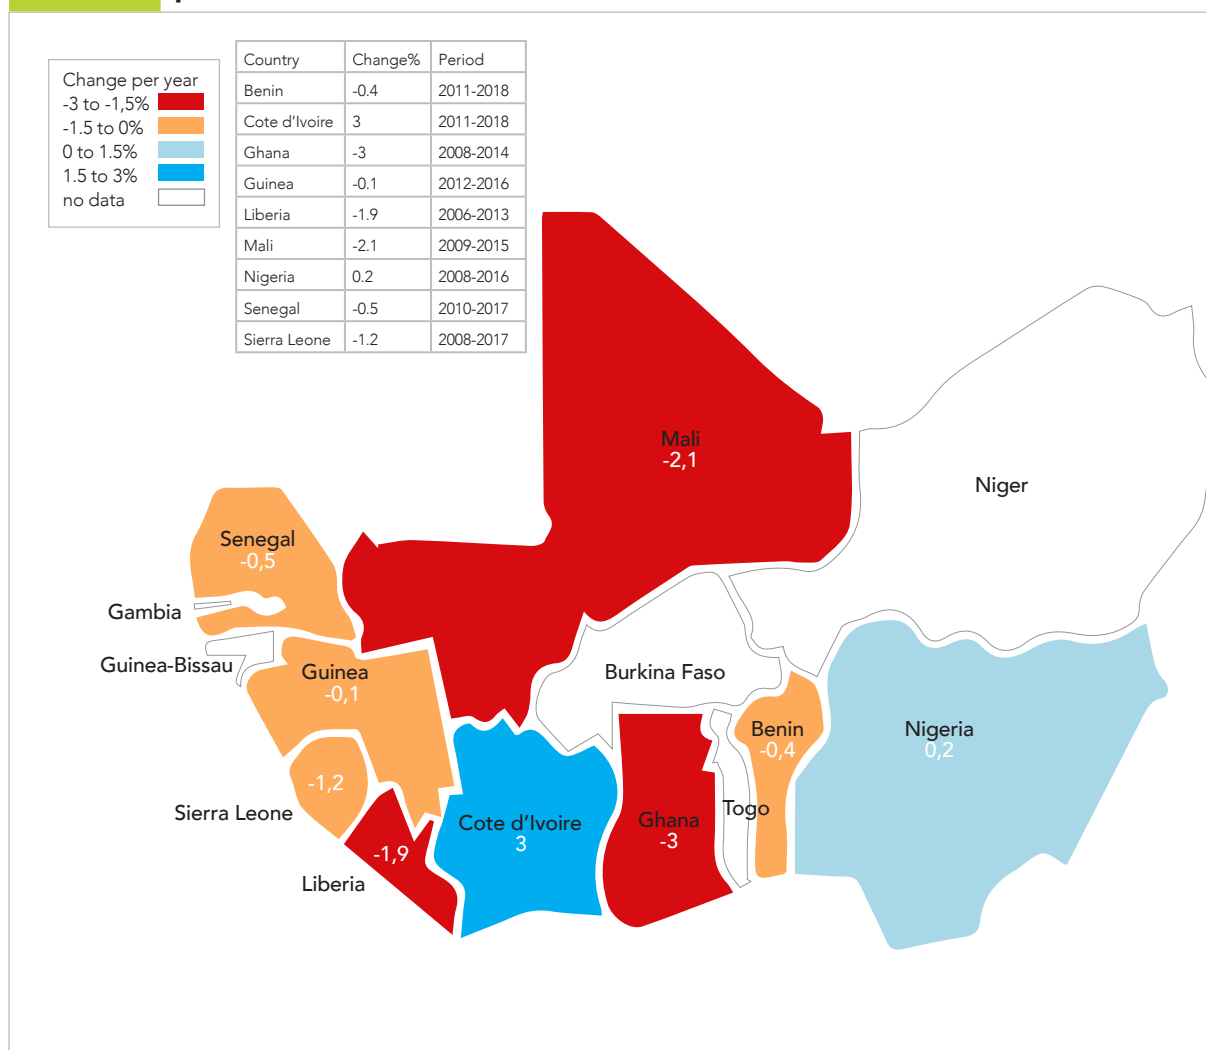 Change per year
-3 to -1,5%
-1.5 to 0%
0 to 1.5%
1.5 to 3%
no data
Country Change% Period
Benin -0.4 2011-2018
Cote d'Ivoire 3 2011-2018
Ghana -3 2008-2014
Guinea -0.1 2012-2016
Liberia -1.9 2006-2013
Mali -2.1 2009-2015
Nigeria 0.2 2008-2016
Senegal -0.5 2010-2017
Sierra Leone -1.2 2008-2017
Mali
-2,1
Niger
Senegal
-0,5
Gambia
Guinea-Bissau
Guinea
-0,1
Burkina Faso
Benin
-0,4
Nigeria
0,2
-1,2
Sierra Leone
Togo
Cote d'Ivoire
3
Ghana
-3
-1,9
Liberia